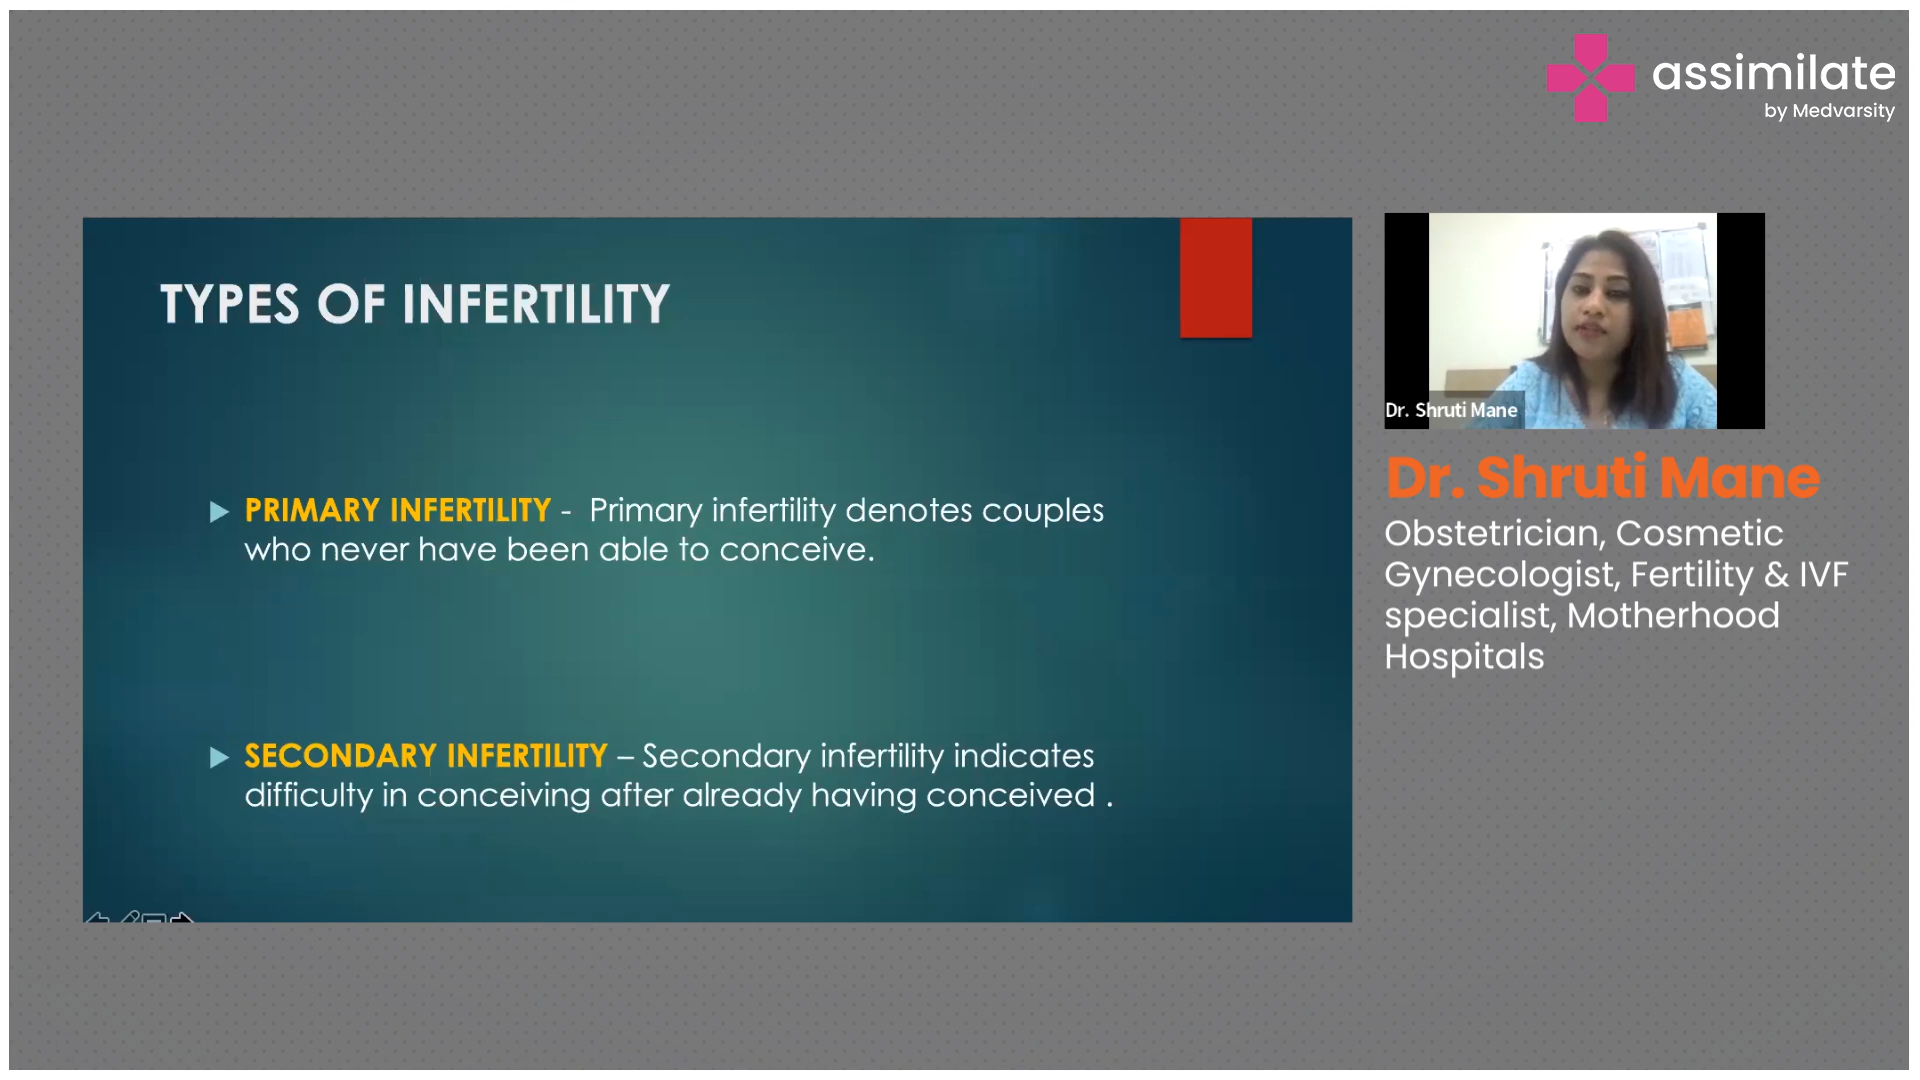 assimilate
by Medvarsity
TYPES OF INFERTILITY
PRIMARY INFERTILITY - Primary infertility denotes couples
who never have been able to conceive.
SECONDARY INFERTILITY – Secondary infertility indicates
difficulty in conceiving after already having conceived .
Dr. Shruti Mane
Dr. Shruti Mane
Obstetrician, Cosmetic
Gynecologist, Fertility & IVF
specialist, Motherhood
Hospitals